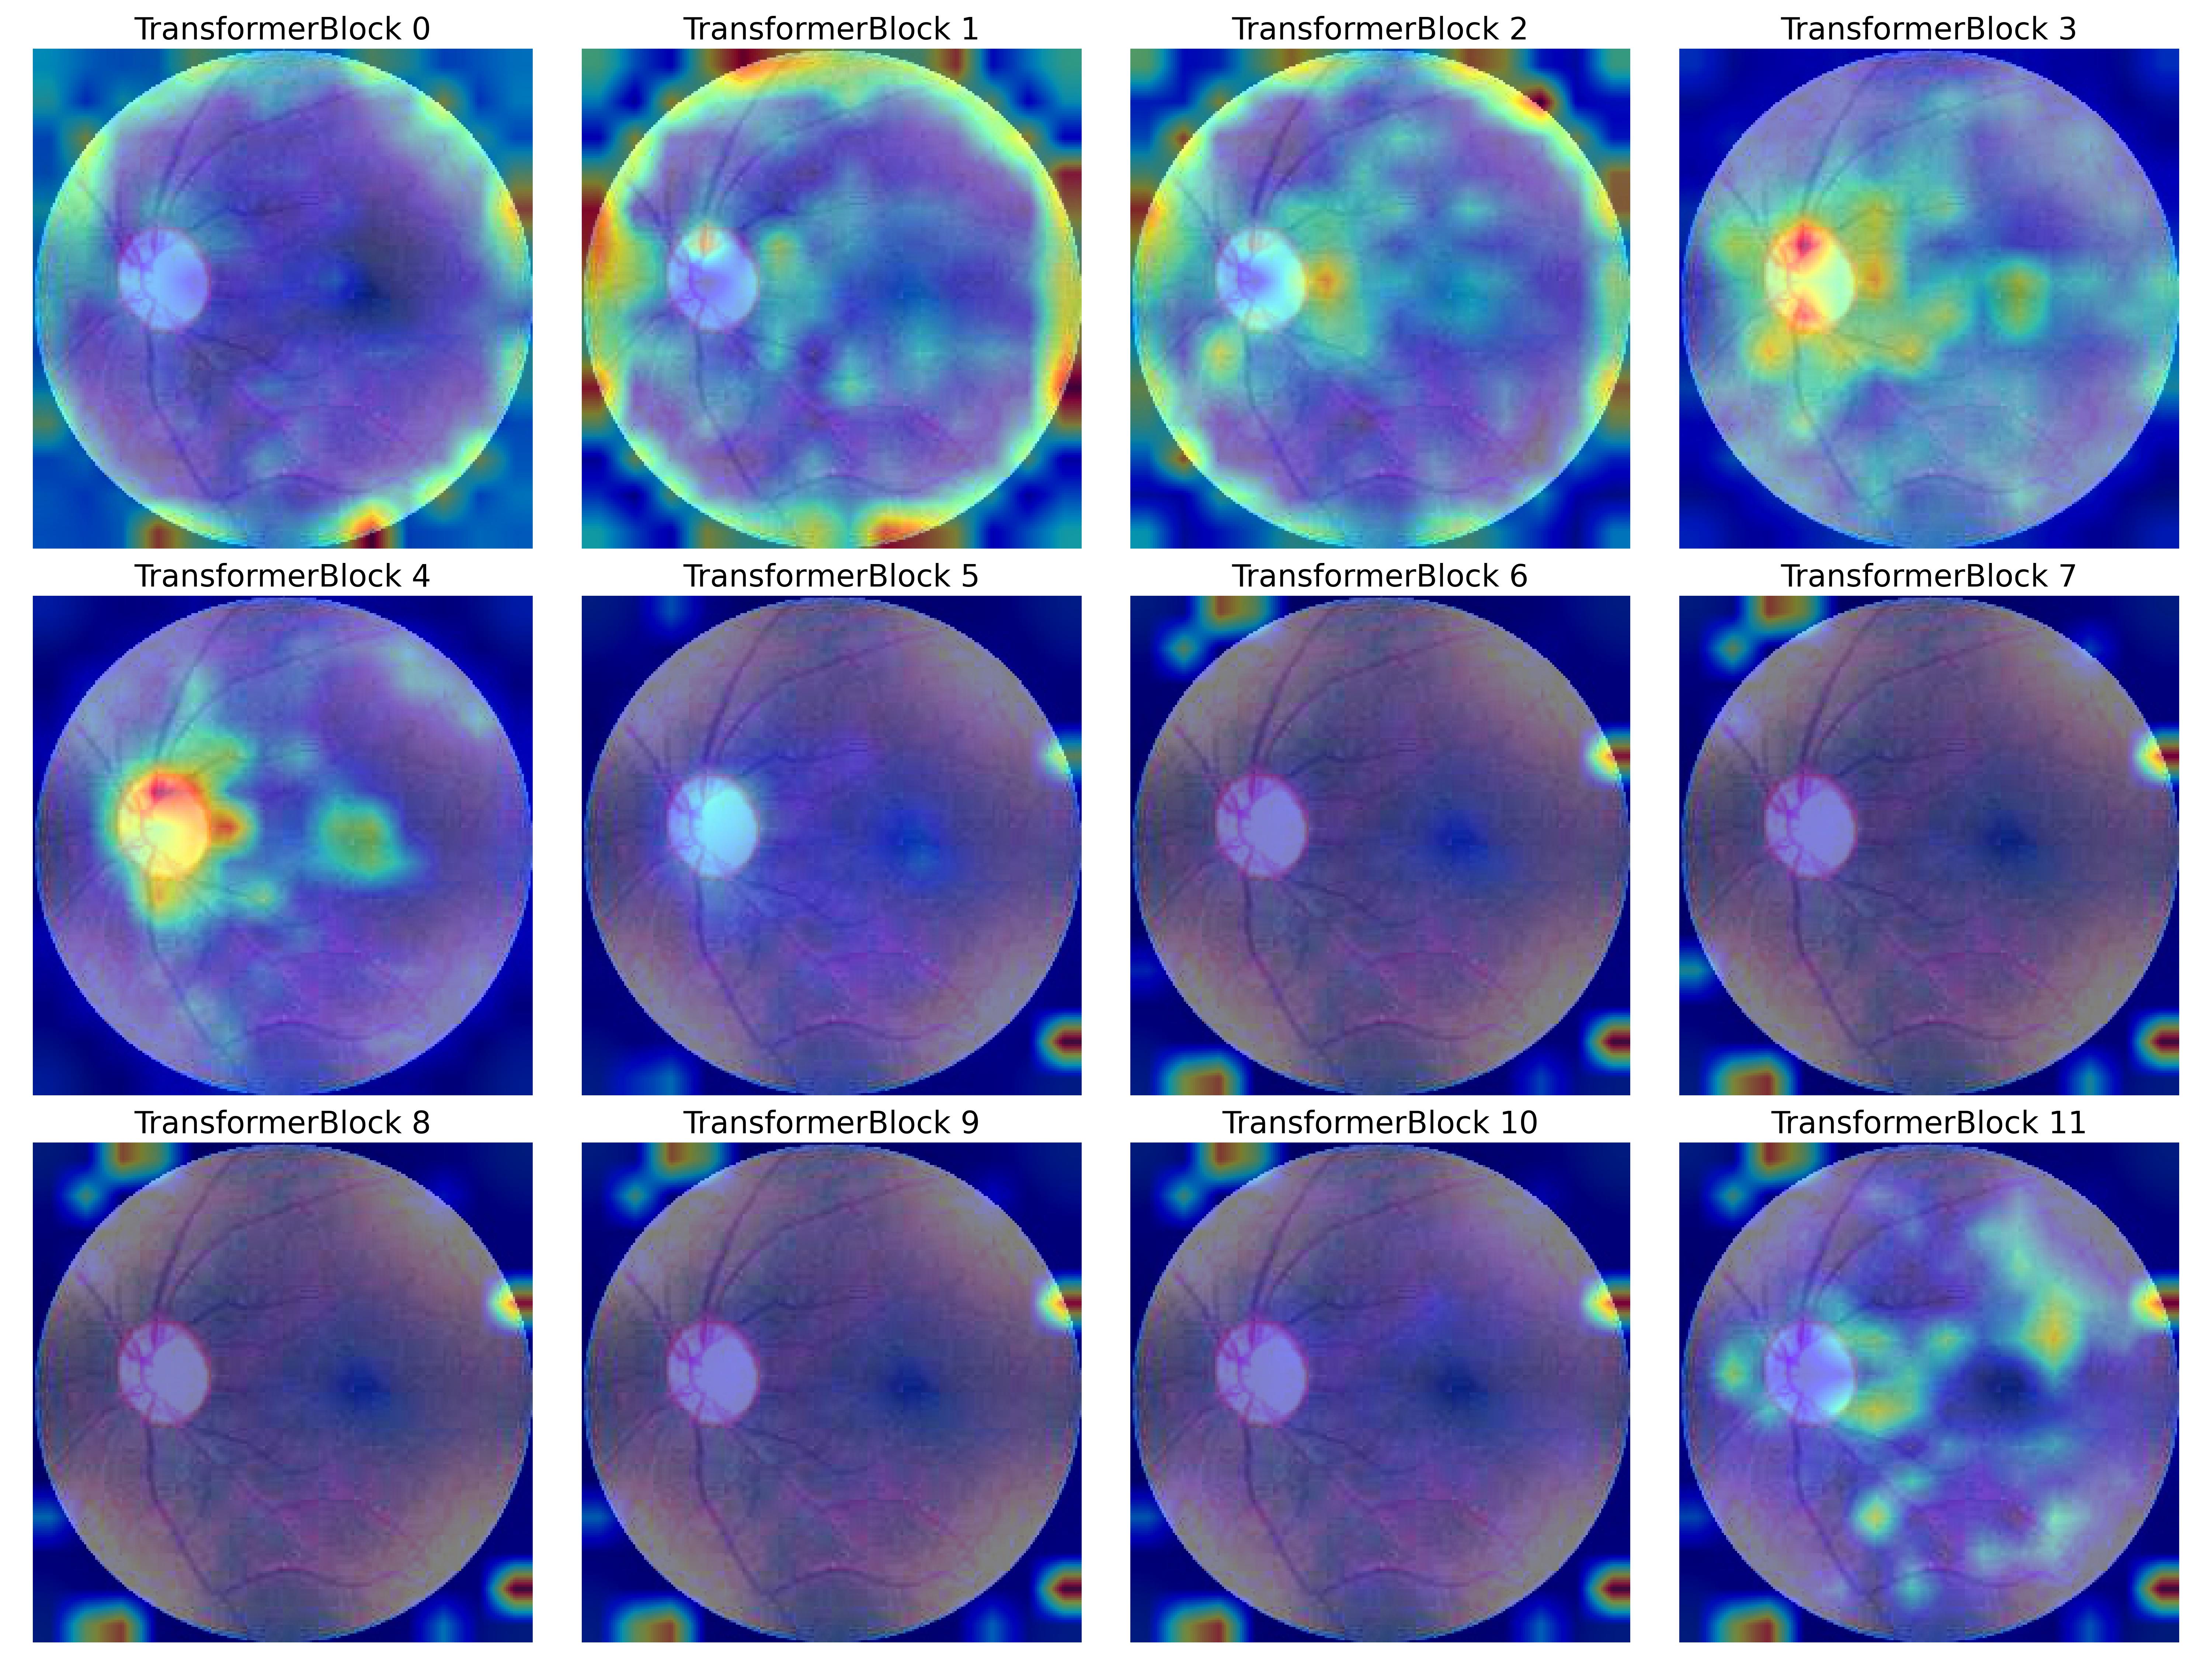 TransformerBlock 0
TransformerBlock 1
TransformerBlock 2
TransformerBlock 3
TransformerBlock 4
TransformerBlock 5
TransformerBlock 6
TransformerBlock 7
TransformerBlock 8
TransformerBlock 9
TransformerBlock 10
TransformerBlock 11